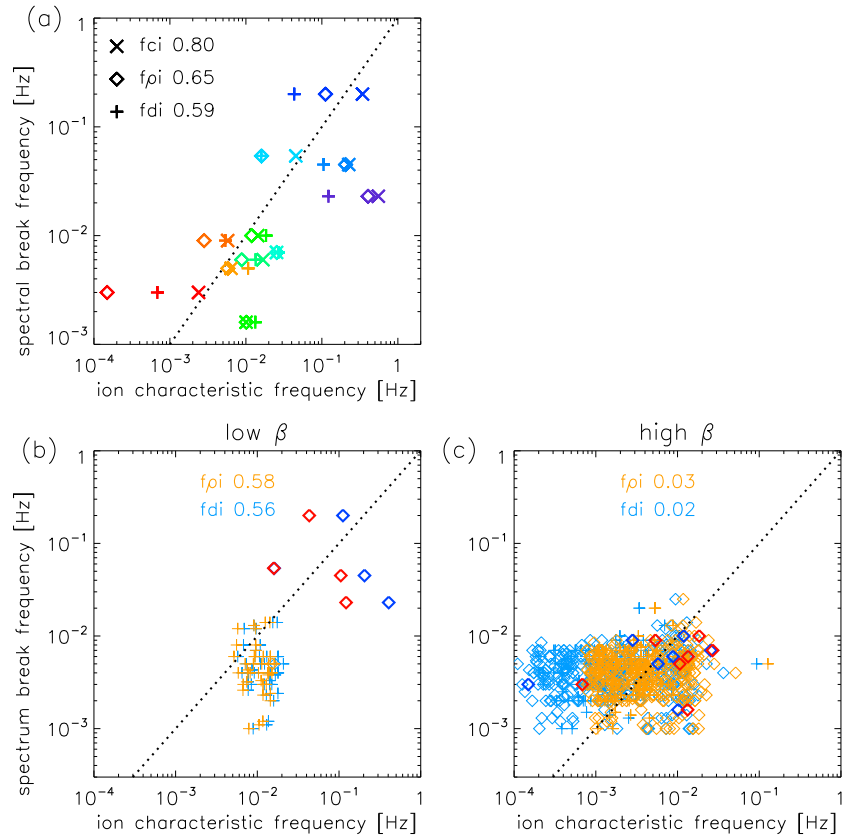 (a)
× fci 0.80
◇ fρi 0.65
+ fdi 0.59
spectral break frequency [Hz]
1
10⁻¹
10⁻²
10⁻³
10⁻⁴ 10⁻³ 10⁻² 10⁻¹ 1
ion characteristic frequency [Hz]
(b)
low β
fρi 0.58
fdi 0.56
spectrum break frequency [Hz]
1
10⁻¹
10⁻²
10⁻³
10⁻³ 10⁻² 10⁻¹ 1
ion characteristic frequency [Hz]
(c)
high β
fρi 0.03
fdi 0.02
1
10⁻¹
10⁻²
10⁻³
10⁻⁴ 10⁻³ 10⁻² 10⁻¹ 1
ion characteristic frequency [Hz]